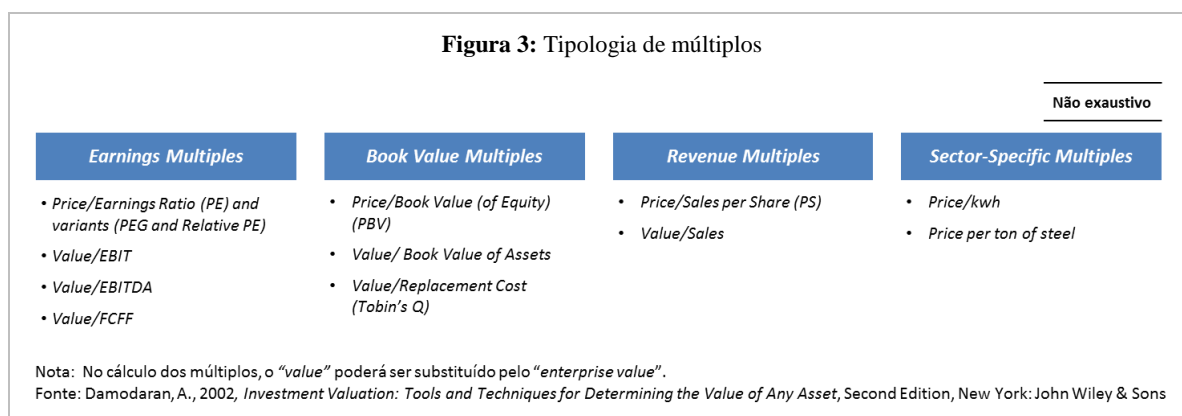 Figura 3: Tipologia de múltiplos
Não exaustivo
Earnings Multiples
• Price/Earnings Ratio (PE) and
variants (PEG and Relative PE)
• Value/EBIT
• Value/EBITDA
• Value/FCFF
Book Value Multiples
• Price/Book Value (of Equity)
(PBV)
• Value/ Book Value of Assets
• Value/Replacement Cost
(Tobin's Q)
Revenue Multiples
• Price/Sales per Share (PS)
• Value/Sales
Sector-Specific Multiples
• Price/kwh
• Price per ton of steel
Nota: No cálculo dos múltiplos, o “value” poderá ser substituído pelo “enterprise value”.
Fonte: Damodaran, A., 2002, Investment Valuation: Tools and Techniques for Determining the Value of Any Asset, Second Edition, New York: John Wiley & Sons